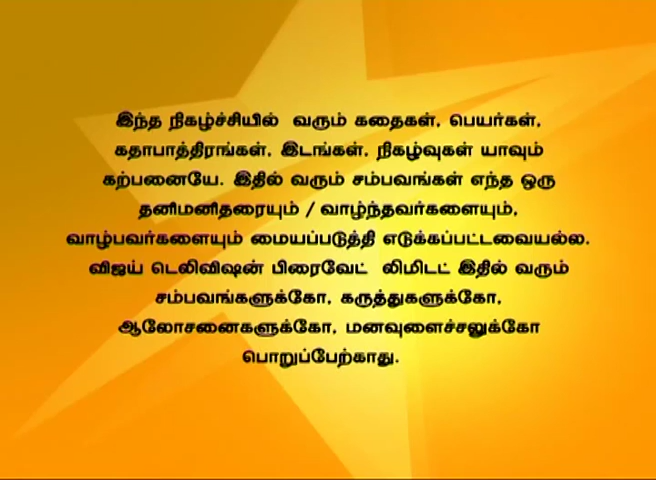 இந்த நிகழ்ச்சியில் வரும் கதைகள், பெயர்கள்,
கதாபாத்திரங்கள், இடங்கள், நிகழ்வுகள் யாவும்
கற்பனையே. இதில் வரும் சம்பவங்கள் எந்த ஒரு
தனிமனிதரையும் / வாழ்ந்தவர்களையும்,
வாழ்பவர்களையும் மையப்படுத்தி எடுக்கப்பட்டவையல்ல.
விஜய் டெலிவிஷன் பிரைவேட் லிமிடட் இதில் வரும்
சம்பவங்களுக்கோ, கருத்துகளுக்கோ,
ஆலோசனைகளுக்கோ, மனவுளைச்சலுக்கோ
பொறுப்பேற்காது.